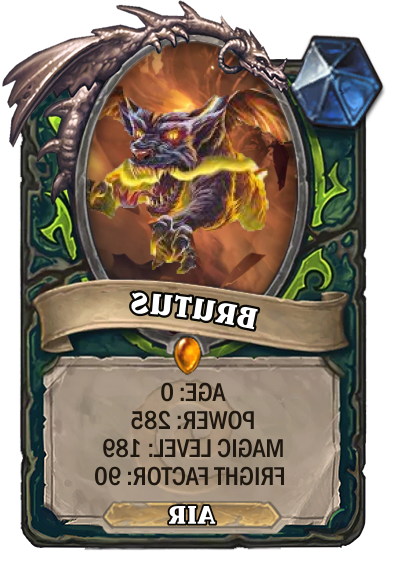 BRUTUS
AGE: 0
POWER: 285
MAGIC LEVEL: 189
FRIGHT FACTOR: 90
AIR